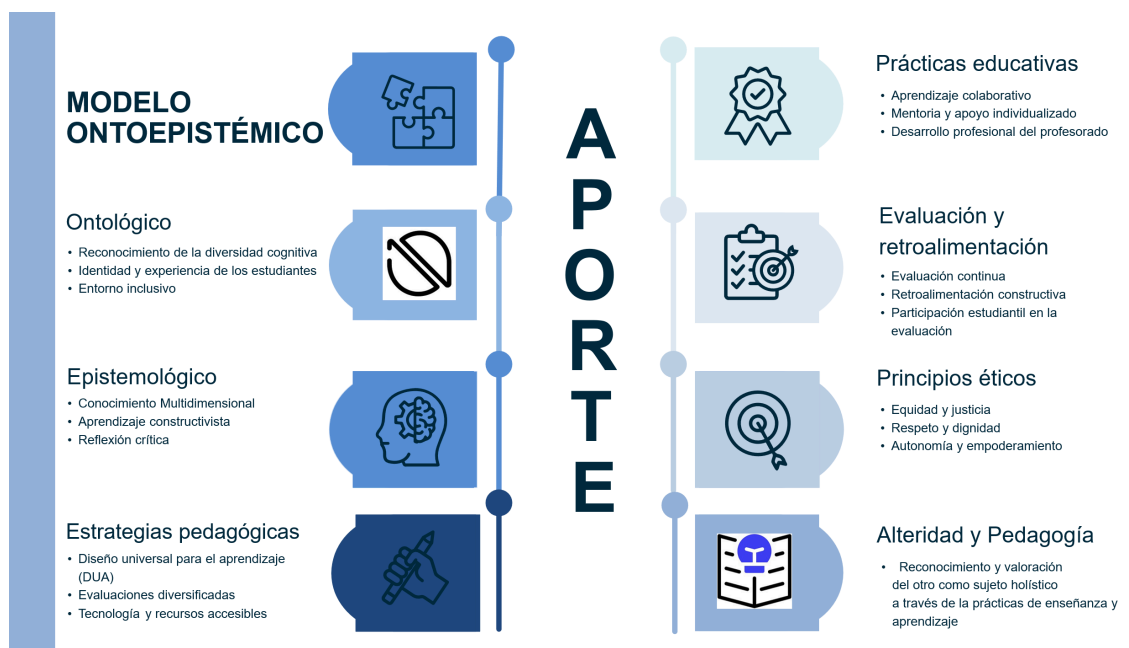 MODELO
ONTOEPISTÉMICO
Ontológico
• Reconocimiento de la diversidad cognitiva
• Identidad y experiencia de los estudiantes
• Entorno inclusivo
Epistemológico
• Conocimiento Multidimensional
• Aprendizaje constructivista
• Reflexión crítica
Estrategias pedagógicas
• Diseño universal para el aprendizaje
(DUA)
• Evaluaciones diversificadas
• Tecnología y recursos accesibles
A
P
O
R
T
E
Prácticas educativas
• Aprendizaje colaborativo
• Mentoria y apoyo individualizado
• Desarrollo profesional del profesorado
Evaluación y
retroalimentación
• Evaluación continua
• Retroalimentación constructiva
• Participación estudiantil en la
evaluación
Principios éticos
• Equidad y justicia
• Respeto y dignidad
• Autonomía y empoderamiento
Alteridad y Pedagogía
• Reconocimiento y valoración
del otro como sujeto holístico
a través de la prácticas de enseñanza y
aprendizaje